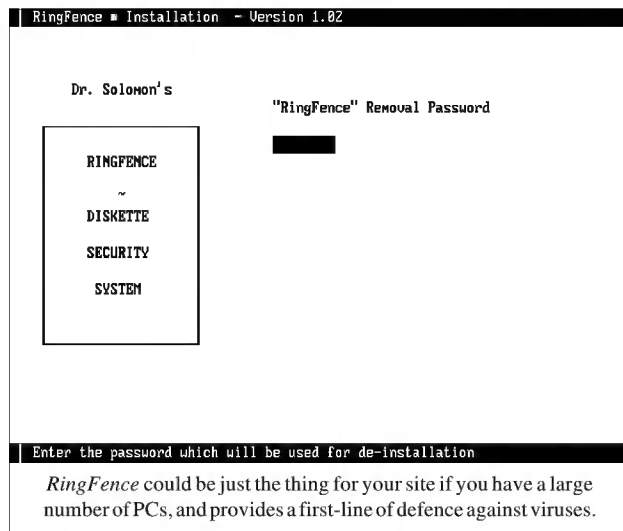 RingFence ■ Installation - Version 1.02
Dr. Solomon's
"RingFence" Removal Password
RINGFENCE
~
DISKETTE
SECURITY
SYSTEM
Enter the password which will be used for de-installation
RingFence could be just the thing for your site if you have a large
number of PCs, and provides a first-line of defence against viruses.